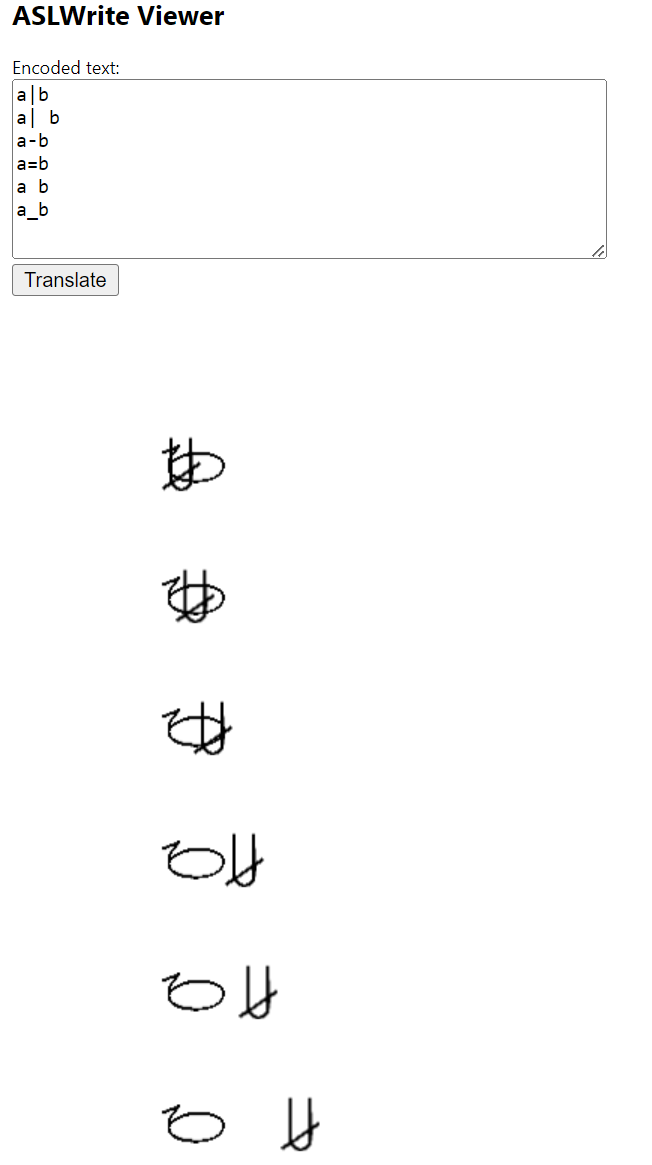 ASLWrite Viewer
Encoded text:
a|b
a| b
a-b
a=b
a b
a_b
Translate